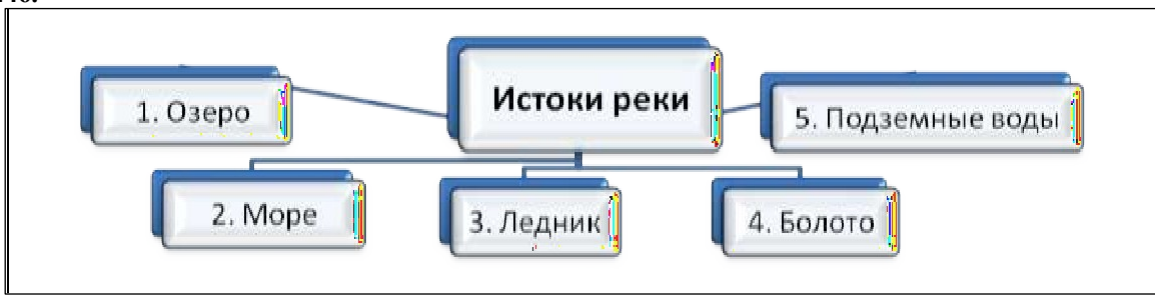 Истоки реки
1. Озеро
5. Подземные воды
2. Море
3. Ледник
4. Болото